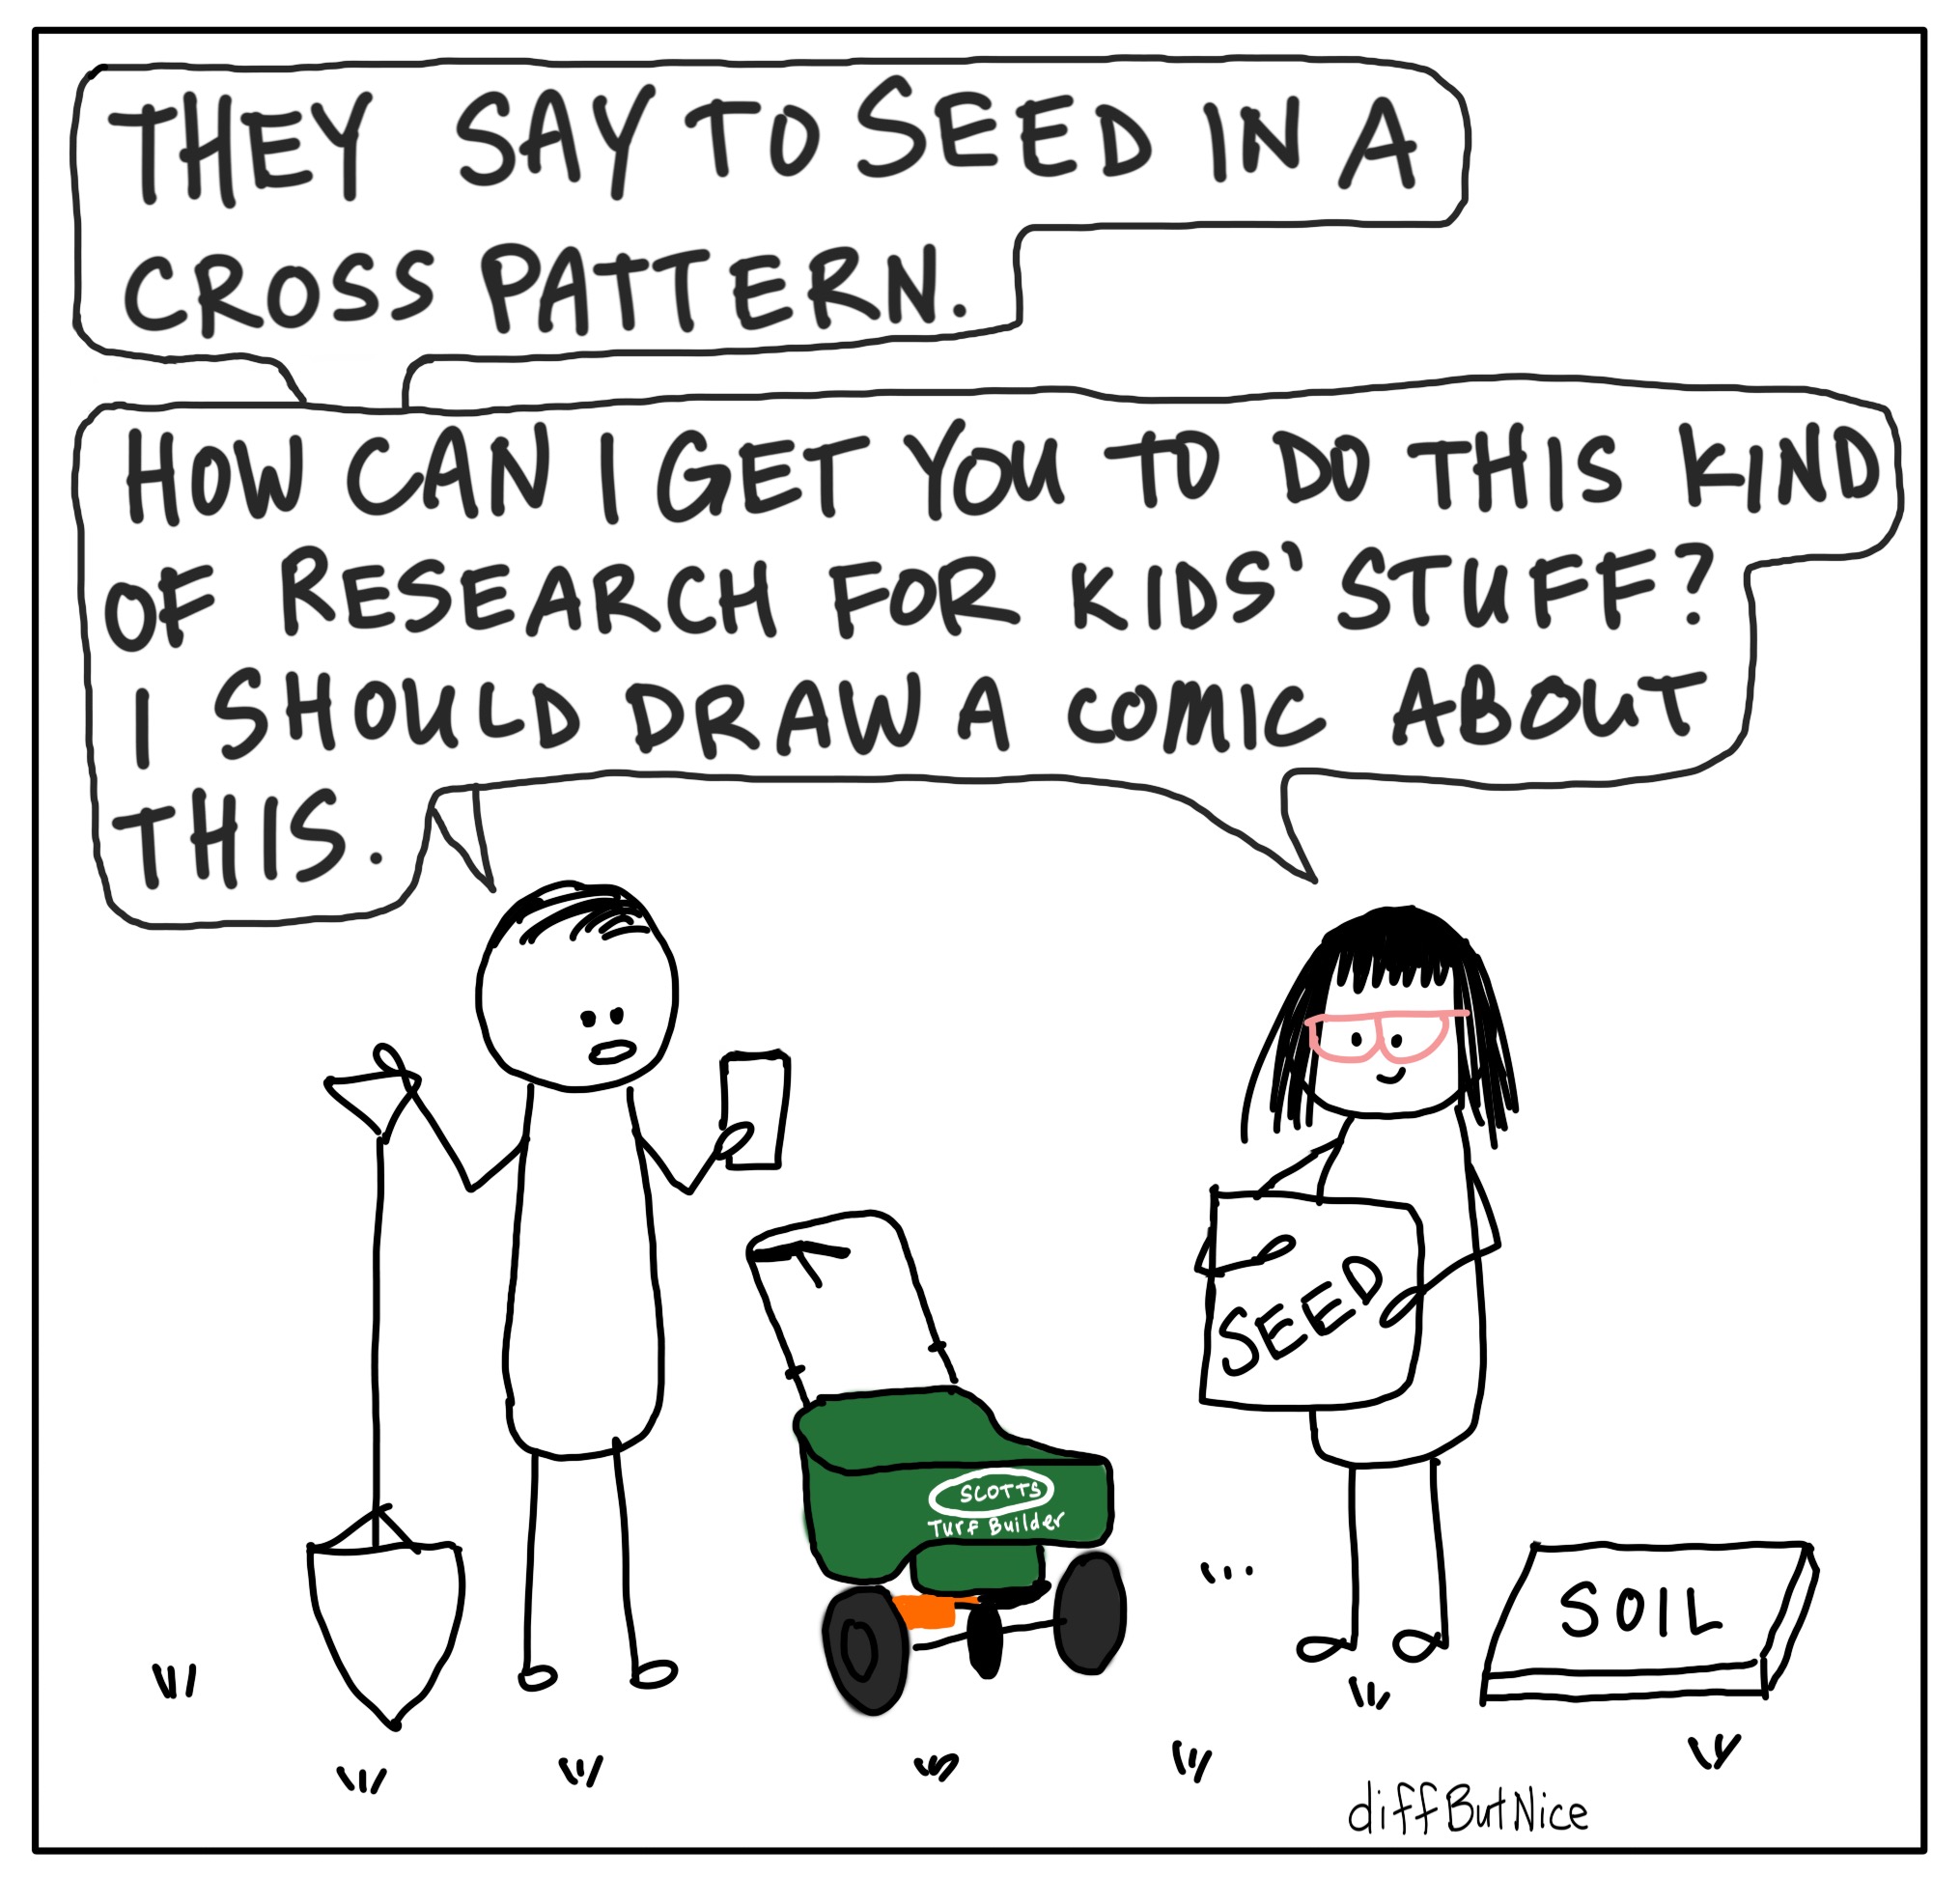 THEY SAY TO SEED IN A
CROSS PATTERN.
HOW CAN I GET YOU TO DO THIS KIND
OF RESEARCH FOR KIDS' STUFF?
I SHOULD DRAW A COMIC ABOUT
THIS.
SEED
SCOTTS
Turf Builder
SOIL
diffButNice